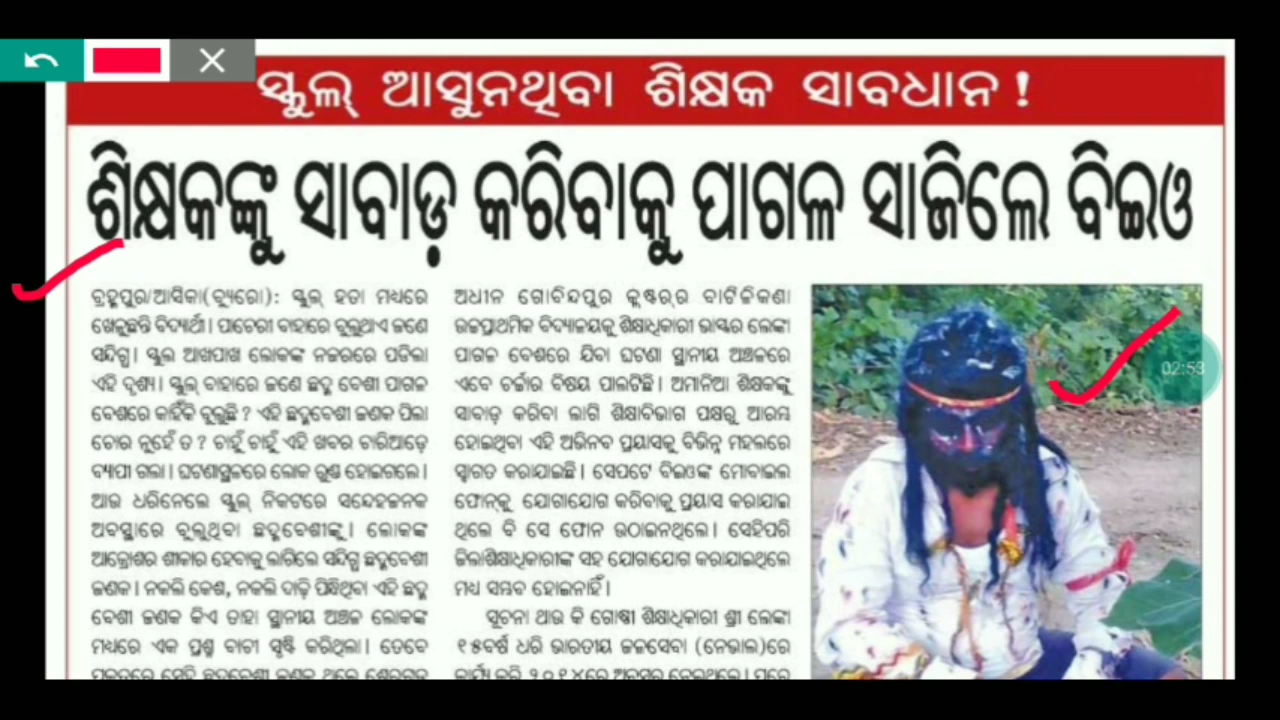 ସ୍କୁଲ୍ ଆସୁନଥିବା ଶିକ୍ଷକ ସାବଧାନ !
ଶିକ୍ଷକଙ୍କୁ ସାବାଡ଼ କରିବାକୁ ପାଗଳ ସାଜିଲେ ବିଇଓ
ବ୍ରହ୍ମପୁର/ଆସିକା(ବ୍ୟୁରୋ): ସ୍କୁଲ୍ ହତା ମଧ୍ୟରେ
ଖେଳୁଛନ୍ତି ବିଦ୍ୟାର୍ଥୀ। ପାଚେରୀ ବାହାରେ ବୁଲୁଥାଏ ଜଣେ
ସନ୍ଦିଗ୍ଧ। ସ୍କୁଲ ଆଖପାଖ ଲୋକଙ୍କ ନଜରରେ ପଡିଲା
ଏହି ଦୃଶ୍ୟ। ସ୍କୁଲ୍ ବାହାରେ ଜଣେ ଛଦ୍ମ ବେଶୀ ପାଗଳ
ବେଶରେ କାହିଁକି ବୁଲୁଛି ? ଏହି ଛଦ୍ମବେଶୀ ଜଣକ ପିଲା
ଚୋର ନୁହେଁ ତ ? ଚାହୁଁ ଚାହୁଁ ଏହି ଖବର ଚାରିଆଡ଼େ
ବ୍ୟାପୀ ଗଲା। ଘଟଣାସ୍ଥଳରେ ଲୋକ ରୁଣ୍ଡ ହୋଇଗଲେ।
ଆଉ ଧରିନେଲେ ସ୍କୁଲ୍ ନିକଟରେ ସନ୍ଦେହଜନକ
ଅବସ୍ଥାରେ ବୁଲୁଥିବା ଛଦ୍ମବେଶୀଙ୍କୁ। ଲୋକଙ୍କ
ଆକ୍ରୋଶର ଶୀକାର ହେବାକୁ ଲାଗିଲେ ସନ୍ଦିଗ୍ଧ ଛଦ୍ମବେଶୀ
ଜଣକ। ନକଲି କେଶ, ନକଲି ଦାଢ଼ି ପିନ୍ଧିଥିବା ଏହି ଛଦ୍ମ
ବେଶୀ ଜଣକ କିଏ ତାହା ସ୍ଥାନୀୟ ଅଞ୍ଚଳ ଲୋକଙ୍କ
ମଧ୍ୟରେ ଏକ ପ୍ରଶ୍ନ ବାଚୀ ସୃଷ୍ଟି କରିଥିଲା। ତେବେ
ଅଧୀନ ଗୋବିନ୍ଦପୁର କ୍ଲଷ୍ଟରର ବାଟିଜିକଣା
ଉଚ୍ଚପ୍ରାଥମିକ ବିଦ୍ୟାଳୟକୁ ଶିକ୍ଷାଧିକାରୀ ଭାସ୍କର ଲେଙ୍କା
ପାଗଳ ବେଶରେ ଯିବା ଘଟଣା ସ୍ଥାନୀୟ ଅଞ୍ଚଳରେ
ଏବେ ଚର୍ଚ୍ଚାର ବିଷୟ ପାଲଟିଛି। ଅମାନିଆ ଶିକ୍ଷକଙ୍କୁ
ସାବାଡ଼ କରିବା ଲାଗି ଶିକ୍ଷାବିଭାଗ ପକ୍ଷରୁ ଆରମ୍ଭ
ହୋଇଥିବା ଏହି ଅଭିନବ ପ୍ରୟାସକୁ ବିଭିନ୍ନ ମହଲରେ
ସ୍ବାଗତ କରାଯାଇଛି। ସେପଟେ ବିଇଓଙ୍କ ମୋବାଇଲ
ଫୋନ୍‌କୁ ଯୋଗାଯୋଗ କରିବାକୁ ପ୍ରୟାସ କରାଯାଇ
ଥିଲେ ବି ସେ ଫୋନ ଉଠାଇନଥିଲେ। ସେହିପରି
ଜିଲାଶିକ୍ଷାଧିକାରୀଙ୍କ ସହ ଯୋଗାଯୋଗ କରାଯାଇଥିଲେ
ମଧ୍ୟ ସମ୍ଭବ ହୋଇନାହିଁ।
ସୂଚନା ଥାଉ କି ଗୋଷ୍ଠୀ ଶିକ୍ଷାଧିକାରୀ ଶ୍ରୀ ଲେଙ୍କା
୧୫ବର୍ଷ ଧରି ଭାରତୀୟ ଜଳସେବା (ନେଭାଲ)ରେ
02:53